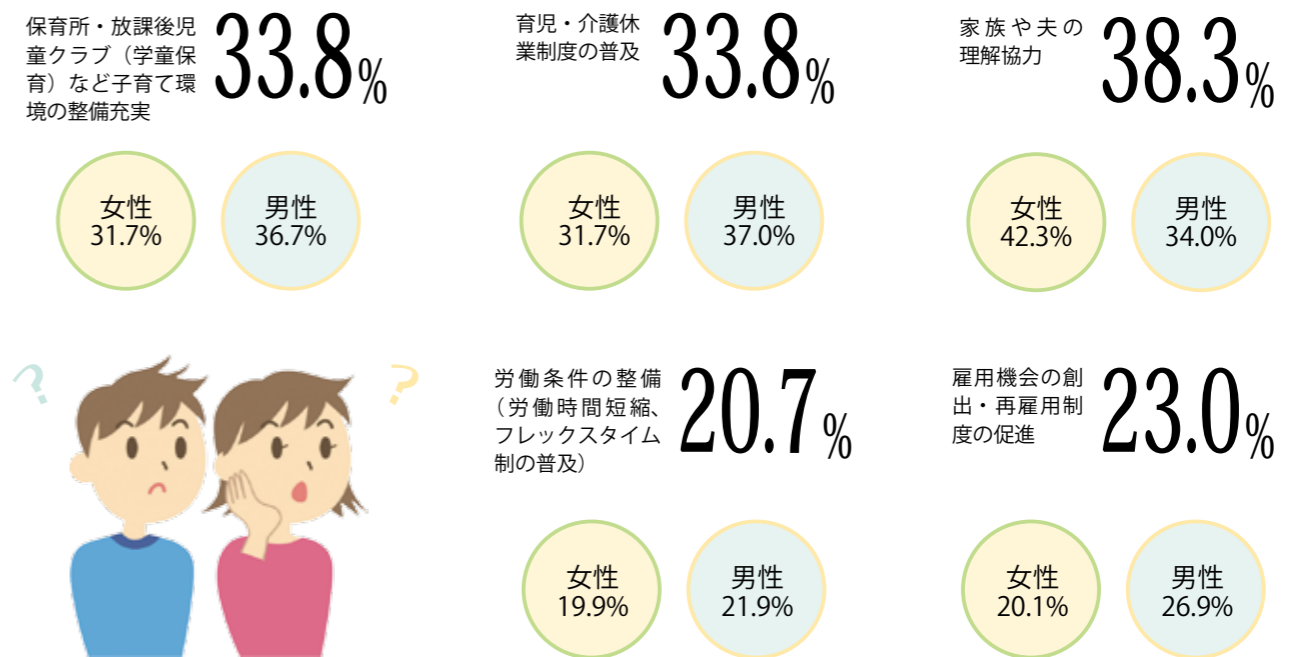 保育所・放課後児
童クラブ（学童保
育）など子育て環
境の整備充実
33.8%
女性
31.7%
男性
36.7%
育児・介護休
業制度の普及
33.8%
女性
31.7%
男性
37.0%
家族や夫の
理解協力
38.3%
女性
42.3%
男性
34.0%
?
?
労働条件の整備
（労働時間短縮、
フレックスタイム
制の普及）
20.7%
女性
19.9%
男性
21.9%
雇用機会の創
出・再雇用制
度の促進
23.0%
女性
20.1%
男性
26.9%